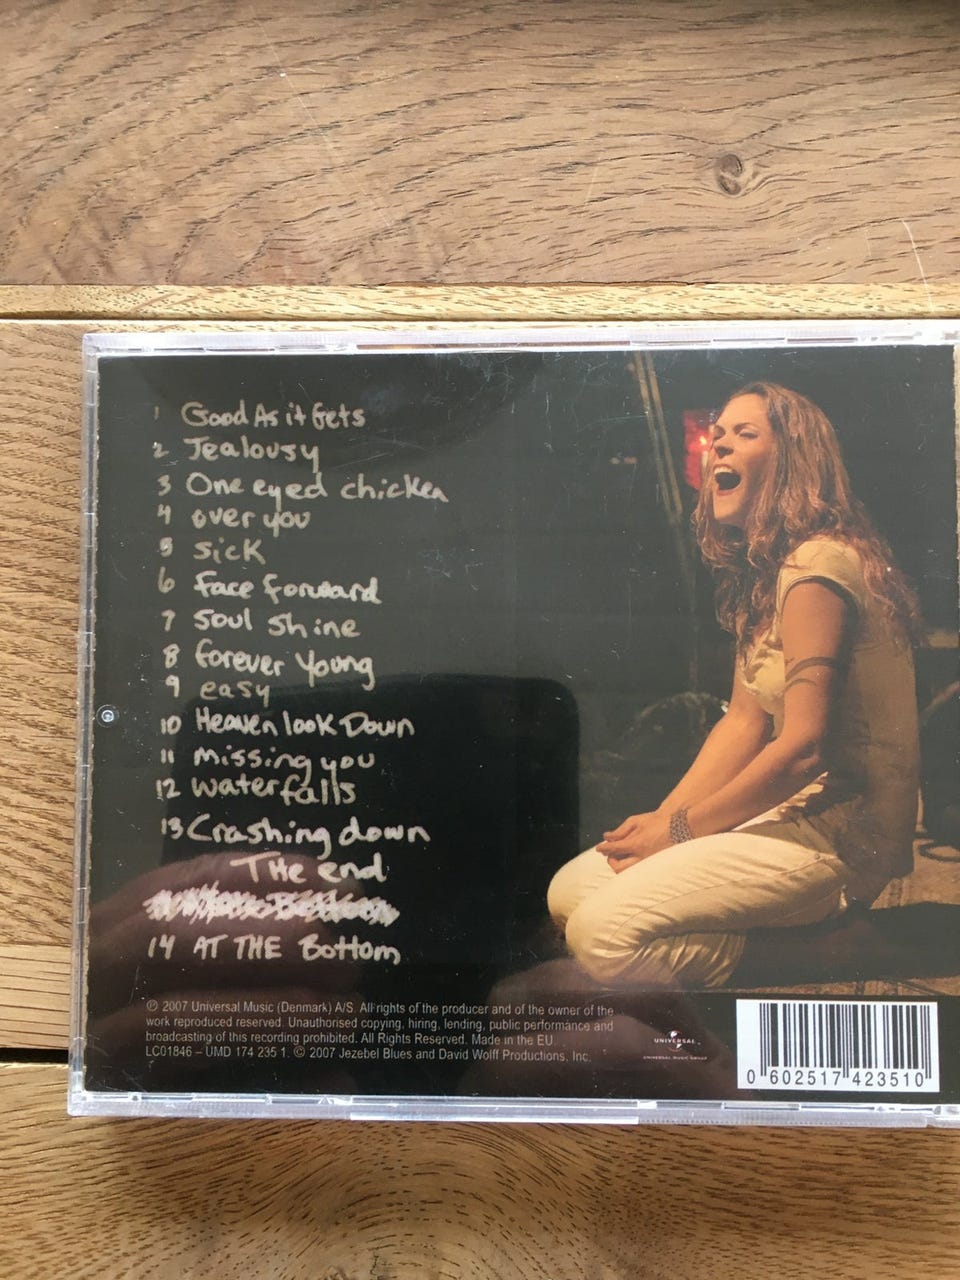 1 Good As it Gets
2 Jealousy
3 One eyed chicken
4 over you
5 sick
6 face forward
7 soul shine
8 forever Young
9 easy
10 Heaven look Down
11 missing you
12 waterfalls
13 Crashing down
THe end
14 AT THE Bottom
℗ 2007 Universal Music (Denmark) A/S. All rights of the producer and of the owner of the
work reproduced reserved. Unauthorised copying, hiring, lending, public performance and
broadcasting of this recording prohibited. All Rights Reserved. Made in the EU.
LC01846 – UMD 174 235 1. © 2007 Jezebel Blues and David Wolff Productions, Inc.
UNIVERSAL
UNIVERSAL MUSIC GROUP
0 602517 423510